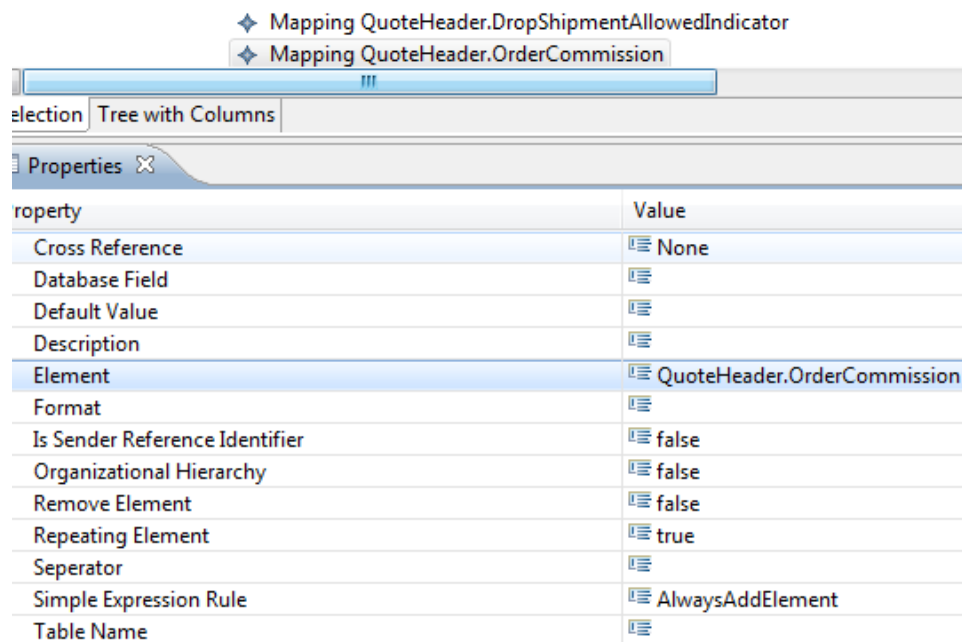 Mapping QuoteHeader.DropShipmentAllowedIndicator
Mapping QuoteHeader.OrderCommission
election Tree with Columns
Properties
roperty Value
Cross Reference None
Database Field
Default Value
Description
Element QuoteHeader.OrderCommission
Format
Is Sender Reference Identifier false
Organizational Hierarchy false
Remove Element false
Repeating Element true
Seperator
Simple Expression Rule AlwaysAddElement
Table Name